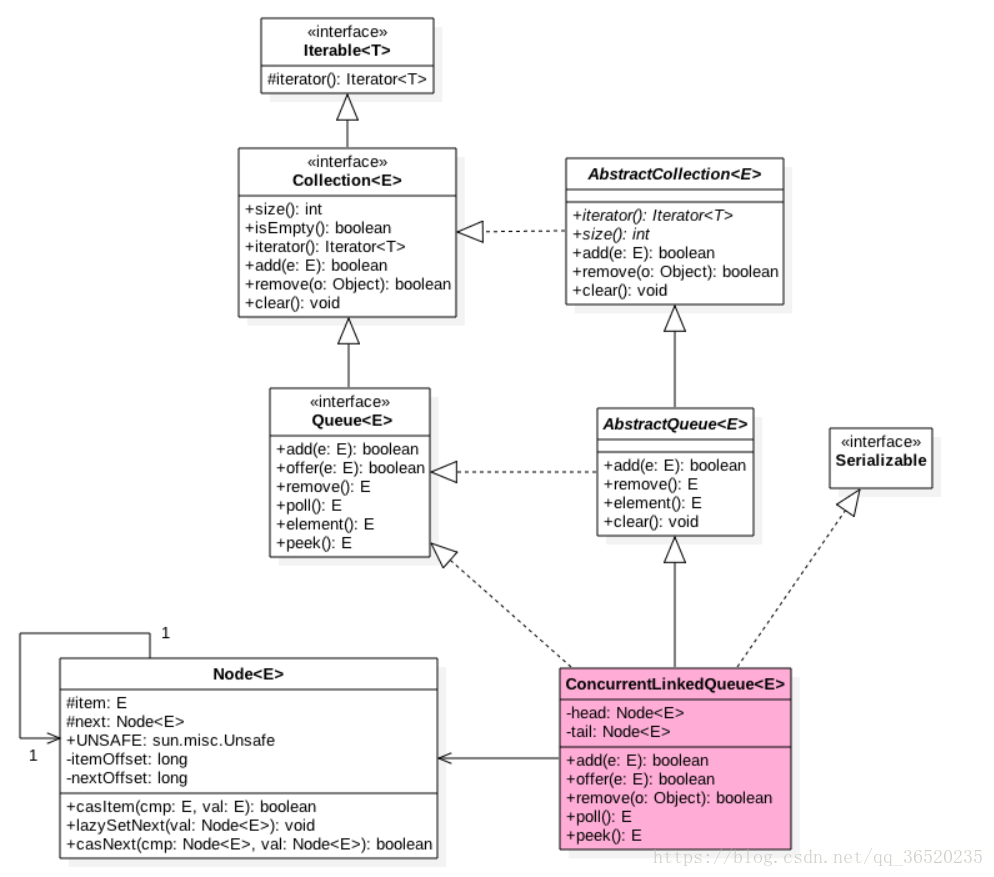 «interface»
Iterable<T>
#iterator(): Iterator<T>
«interface»
Collection<E>
+size(): int
+isEmpty(): boolean
+iterator(): Iterator<T>
+add(e: E): boolean
+remove(o: Object): boolean
+clear(): void
AbstractCollection<E>
+iterator(): Iterator<T>
+size(): int
+add(e: E): boolean
+remove(o: Object): boolean
+clear(): void
«interface»
Queue<E>
+add(e: E): boolean
+offer(e: E): boolean
+remove(): E
+poll(): E
+element(): E
+peek(): E
AbstractQueue<E>
+add(e: E): boolean
+remove(): E
+element(): E
+clear(): void
«interface»
Serializable
1
1
Node<E>
#item: E
#next: Node<E>
+UNSAFE: sun.misc.Unsafe
-itemOffset: long
-nextOffset: long
+casItem(cmp: E, val: E): boolean
+lazySetNext(val: Node<E>): void
+casNext(cmp: Node<E>, val: Node<E>): boolean
ConcurrentLinkedQueue<E>
-head: Node<E>
-tail: Node<E>
+add(e: E): boolean
+offer(e: E): boolean
+remove(o: Object): boolean
+poll(): E
+peek(): E
https://blog.csdn.net/qq_36520235